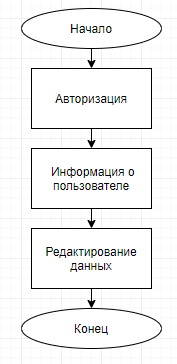 Начало
Авторизация
Информация о
пользователе
Редактирование
данных
Конец